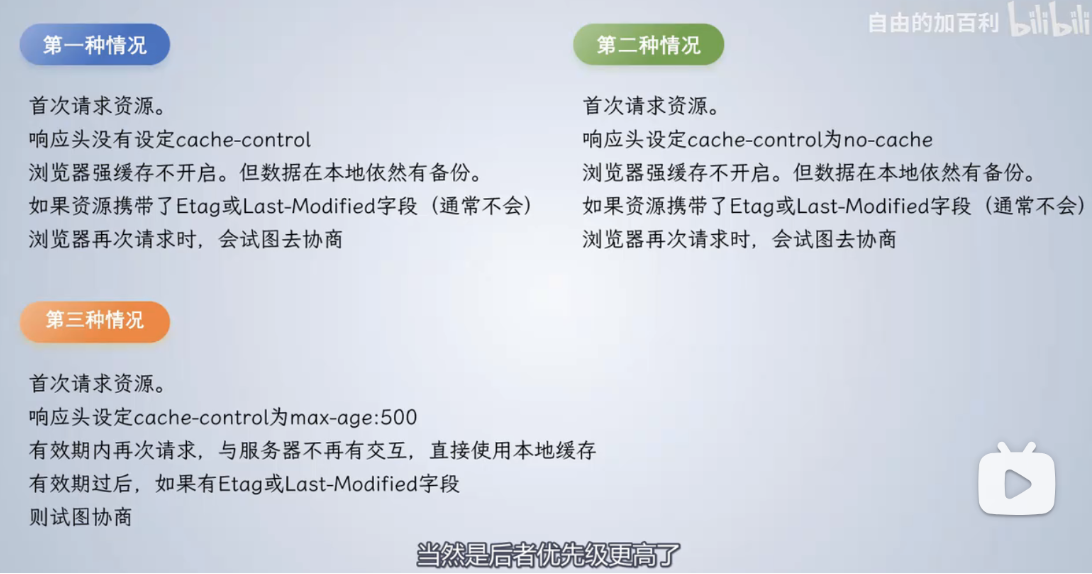 自由的加百利 bilibili
第一种情况
首次请求资源。
响应头没有设定cache-control
浏览器强缓存不开启。但数据在本地依然有备份。
如果资源携带了Etag或Last-Modified字段（通常不会）
浏览器再次请求时，会试图去协商
第二种情况
首次请求资源。
响应头设定cache-control为no-cache
浏览器强缓存不开启。但数据在本地依然有备份。
如果资源携带了Etag或Last-Modified字段（通常不会）
浏览器再次请求时，会试图去协商
第三种情况
首次请求资源。
响应头设定cache-control为max-age:500
有效期内再次请求，与服务器不再有交互，直接使用本地缓存
有效期过后，如果有Etag或Last-Modified字段
则试图协商
当然是后者优先级更高了